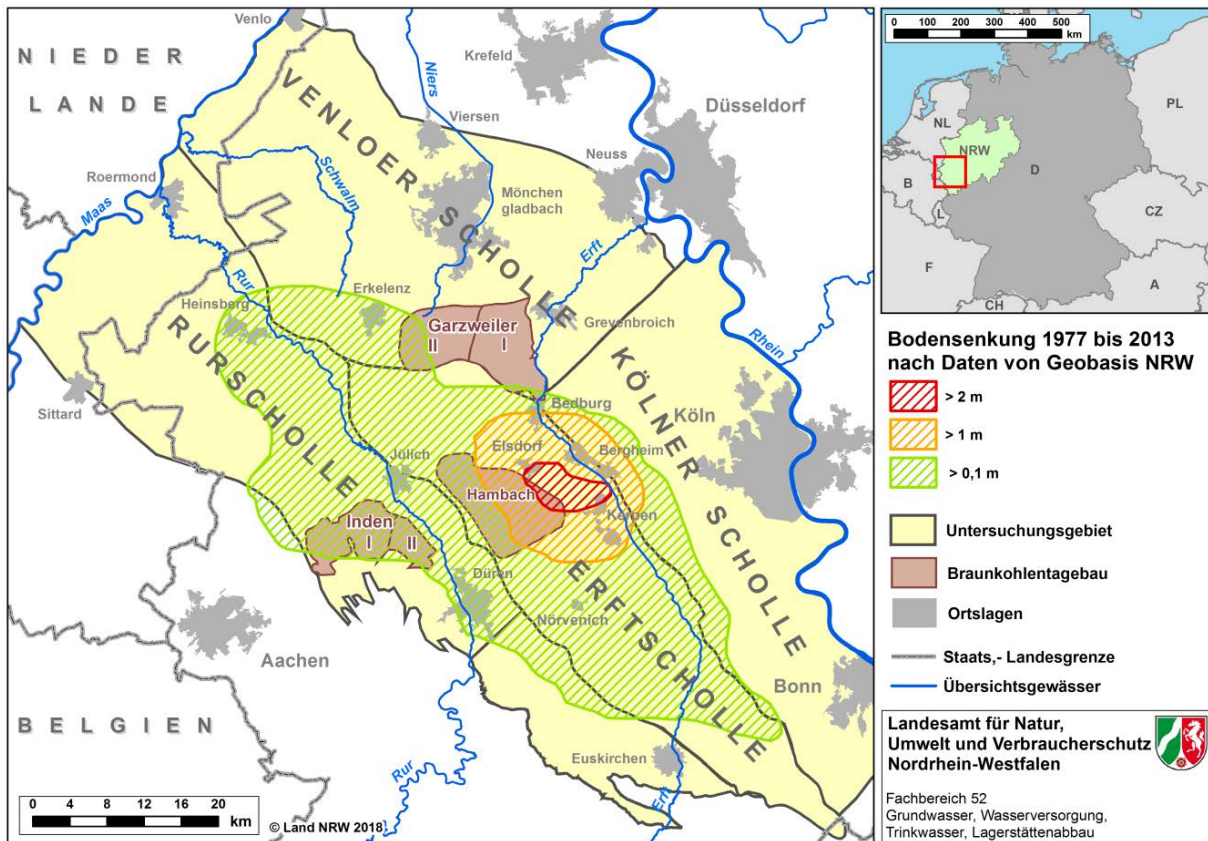 Venlo
NIEDER
LANDE
Krefeld
Niers
VENLOER SCHOLLE
Viersen
Düsseldorf
Neuss
Roermond
Maas
Schwalm
Mönchen
gladbach
Erft
Rur
Heinsberg
Erkelenz
Garzweiler
II I
Grevenbroich
Rhein
RURSCHOLLE
KÖLNER SCHOLLE
Sittard
Bedburg
Köln
Elsdorf
Bergheim
Jülich
Hambach
Kerpen
Inden
I II
ERFTSCHOLLE
Düren
Nörvenich
Aachen
Bonn
BELGIEN
Euskirchen
Rur
Erft
0 4 8 12 16 20
km
© Land NRW 2018
0 100 200 300 400 500
km
NL
PL
NRW
B
D
L
CZ
F
A
CH
Bodensenkung 1977 bis 2013
nach Daten von Geobasis NRW
> 2 m
> 1 m
> 0,1 m
Untersuchungsgebiet
Braunkohlentagebau
Ortslagen
Staats,- Landesgrenze
Übersichtsgewässer
Landesamt für Natur,
Umwelt und Verbraucherschutz
Nordrhein-Westfalen
Fachbereich 52
Grundwasser, Wasserversorgung,
Trinkwasser, Lagerstättenabbau